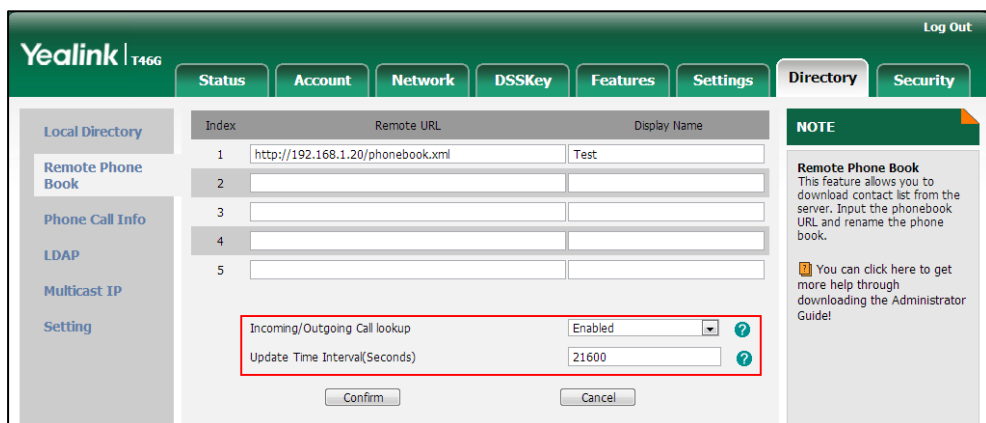 Log Out
Yealink T46G
Status Account Network DSSKey Features Settings Directory Security
Local Directory
Remote Phone
Book
Phone Call Info
LDAP
Multicast IP
Setting
Index Remote URL Display Name
1 http://192.168.1.20/phonebook.xml Test
2
3
4
5
Incoming/Outgoing Call lookup Enabled ?
Update Time Interval(Seconds) 21600 ?
Confirm Cancel
NOTE
Remote Phone Book
This feature allows you to
download contact list from the
server. Input the phonebook
URL and rename the phone
book.
? You can click here to get
more help through
downloading the Administrator
Guide!